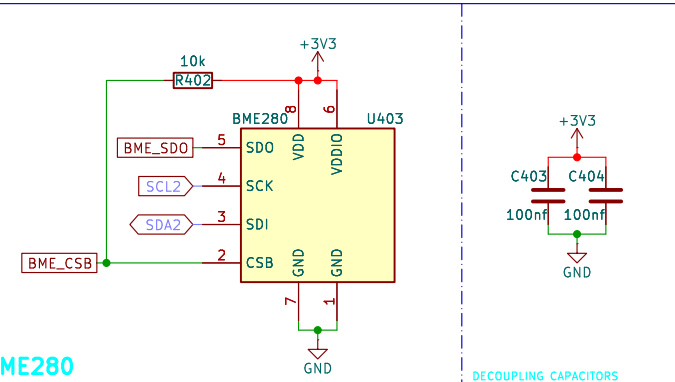 +3V3
10k
R402
BME280
U403
8
6
VDD
VDDIO
BME_SDO
5
SDO
SCL2
4
SCK
SDA2
3
SDI
BME_CSB
2
CSB
GND
GND
7
1
GND
ME280
+3V3
C403
C404
100nf
100nf
GND
DECOUPLING CAPACITORS